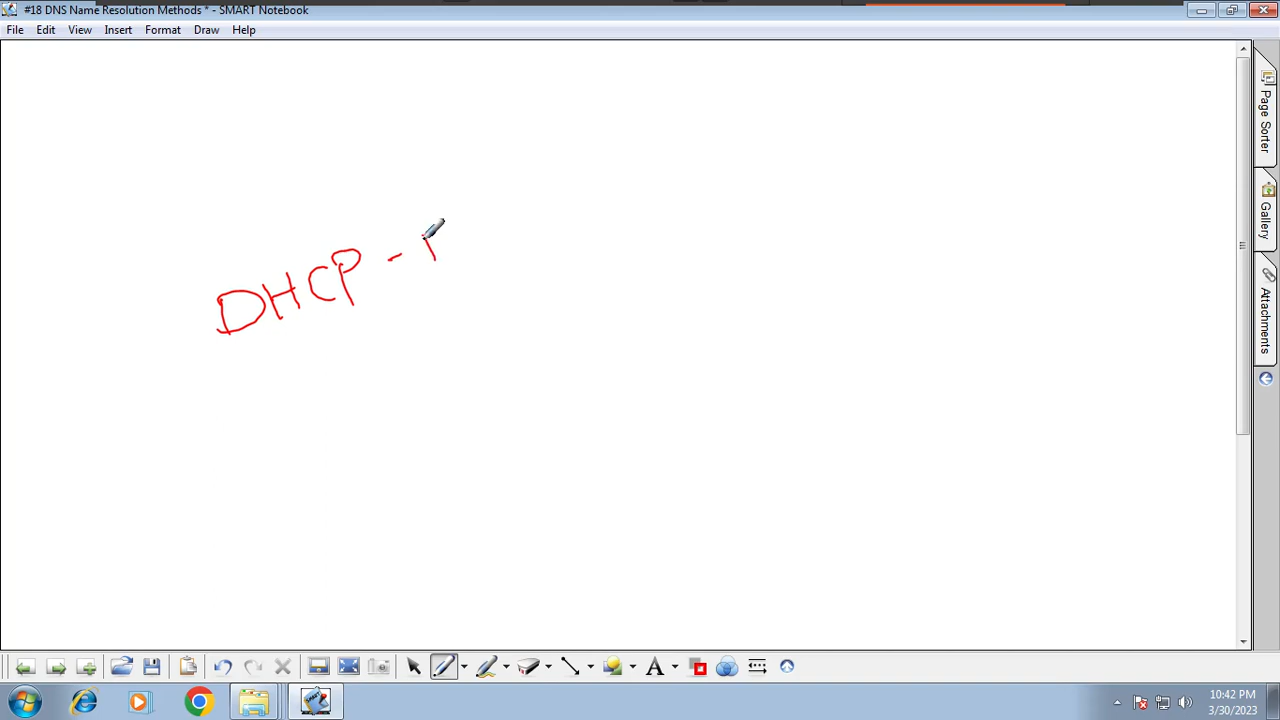 #18 DNS Name Resolution Methods * - SMART Notebook
File Edit View Insert Format Draw Help
DHCP -
Page Sorter
Gallery
Attachments
A
10:42 PM
3/30/2023